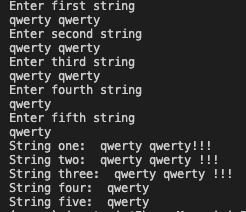 Enter first string
qwerty qwerty
Enter second string
qwerty qwerty
Enter third string
qwerty qwerty
Enter fourth string
qwerty
Enter fifth string
qwerty
String one:  qwerty qwerty!!!
String two:  qwerty qwerty !!!
String three:  qwerty qwerty !!!
String four:  qwerty
String five:  qwerty